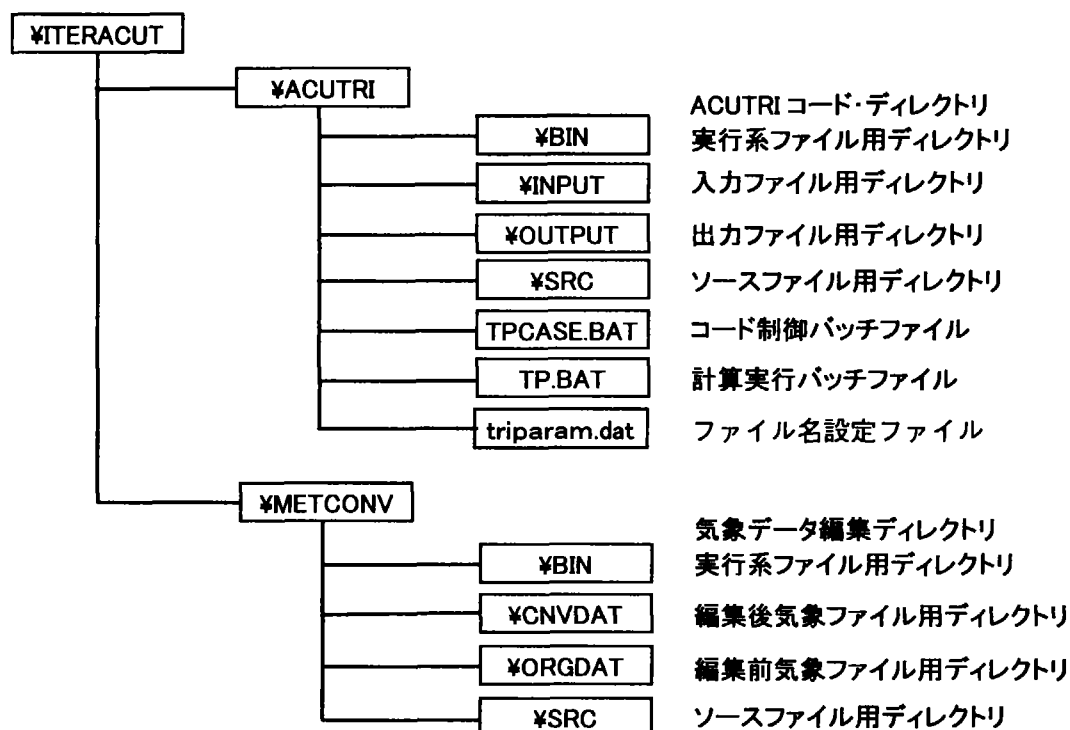 ¥ITERACUT
¥ACUTRI
ACUTRIコード・ディレクトリ
¥BIN 実行系ファイル用ディレクトリ
¥INPUT 入力ファイル用ディレクトリ
¥OUTPUT 出力ファイル用ディレクトリ
¥SRC ソースファイル用ディレクトリ
TPCASE.BAT コード制御バッチファイル
TP.BAT 計算実行バッチファイル
triparam.dat ファイル名設定ファイル
¥METCONV
気象データ編集ディレクトリ
¥BIN 実行系ファイル用ディレクトリ
¥CNVDAT 編集後気象ファイル用ディレクトリ
¥ORGDAT 編集前気象ファイル用ディレクトリ
¥SRC ソースファイル用ディレクトリ